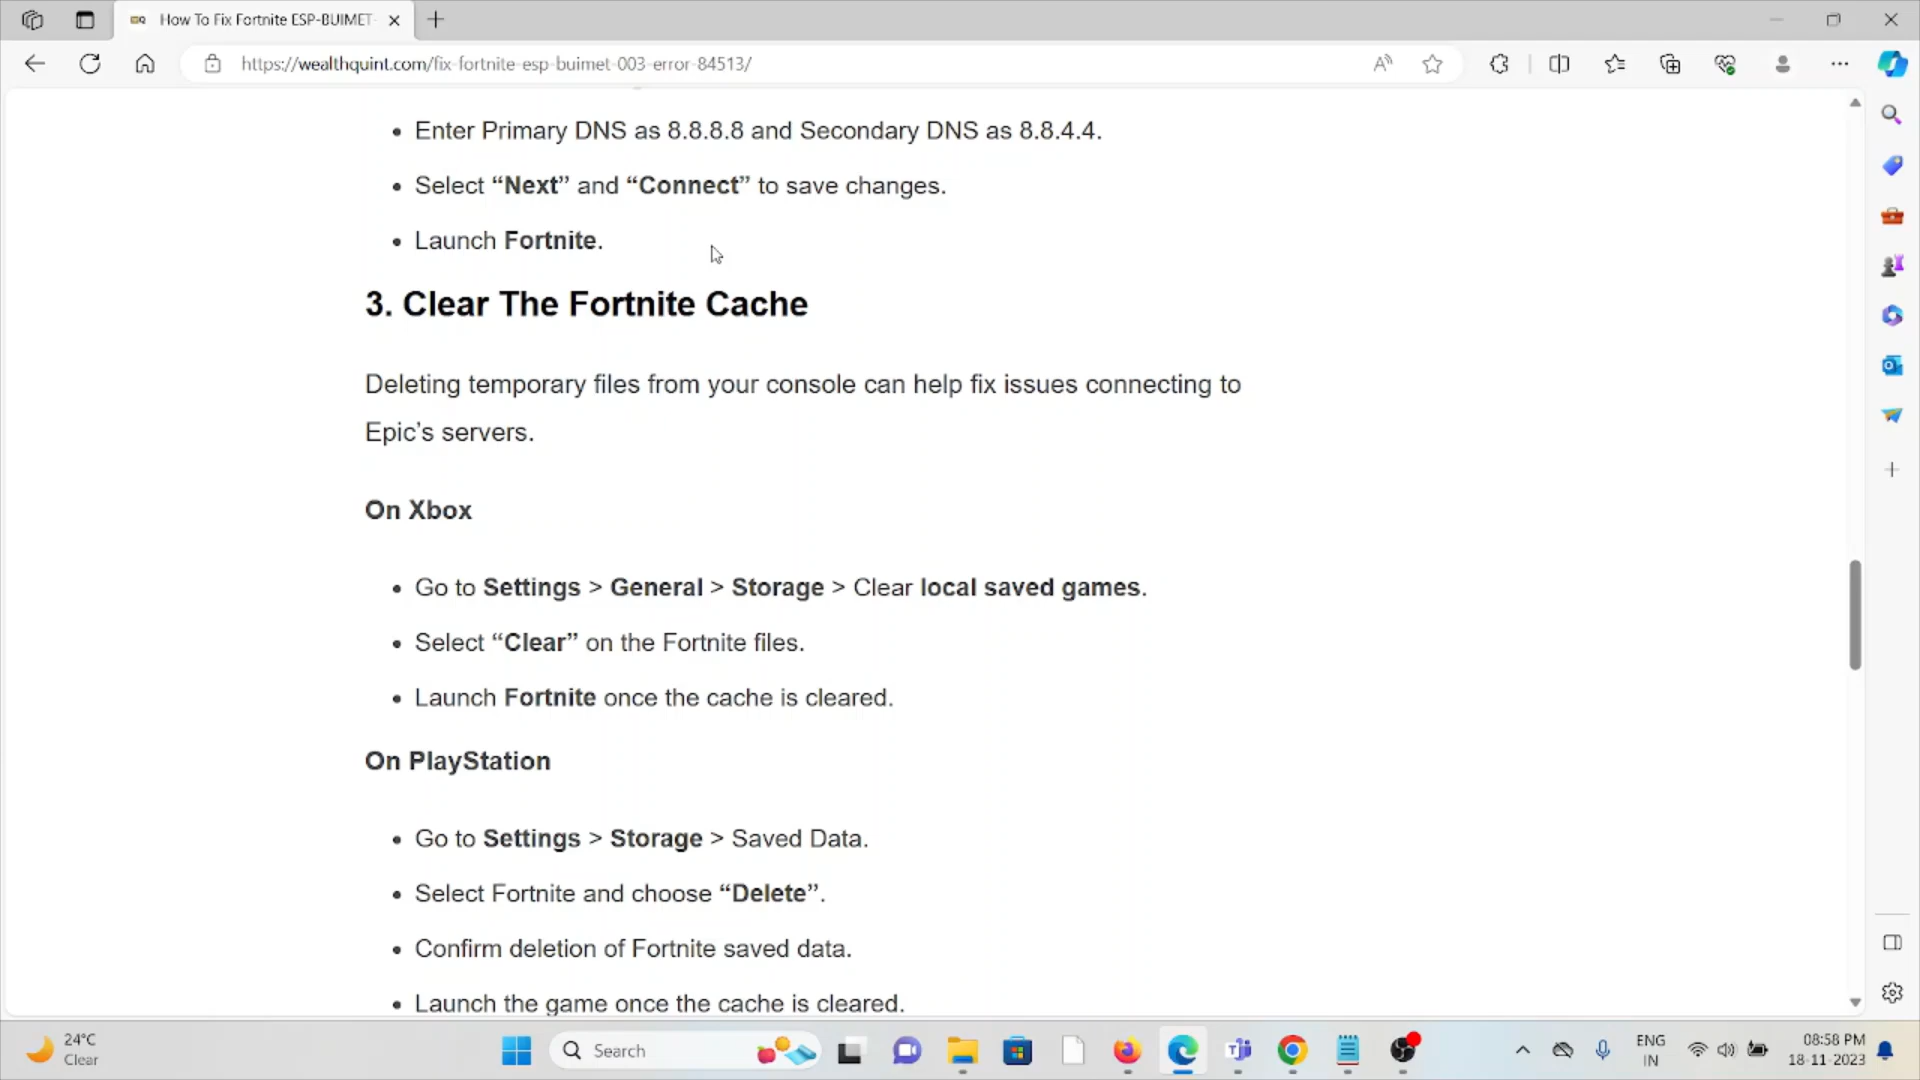 How To Fix Fortnite ESP-BUIMET-
https://wealthquint.com/fix-fortnite-esp-buimet-003-error-84513/
• Enter Primary DNS as 8.8.8.8 and Secondary DNS as 8.8.4.4.
• Select “Next” and “Connect” to save changes.
• Launch Fortnite.
3. Clear The Fortnite Cache
Deleting temporary files from your console can help fix issues connecting to
Epic’s servers.
On Xbox
• Go to Settings > General > Storage > Clear local saved games.
• Select “Clear” on the Fortnite files.
• Launch Fortnite once the cache is cleared.
On PlayStation
• Go to Settings > Storage > Saved Data.
• Select Fortnite and choose “Delete”.
• Confirm deletion of Fortnite saved data.
• Launch the game once the cache is cleared.
24°C
Clear
Search
ENG
IN
08:58 PM
18-11-2023